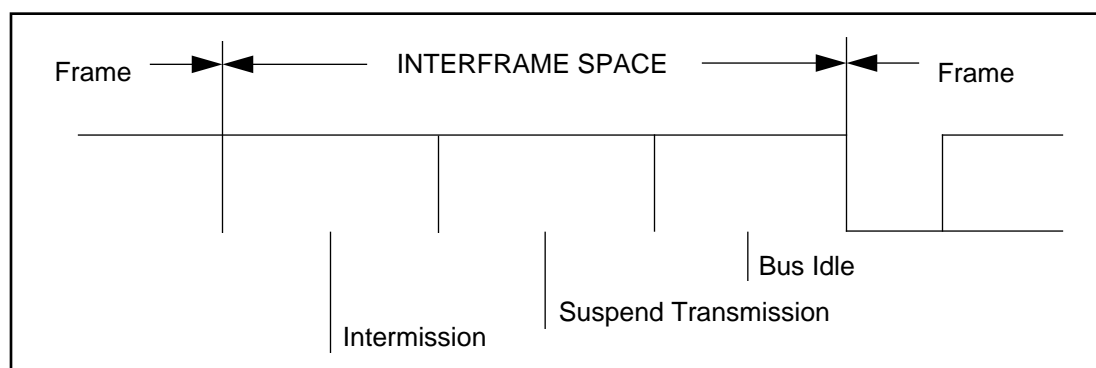 Frame
INTERFRAME SPACE
Frame
Bus Idle
Suspend Transmission
Intermission